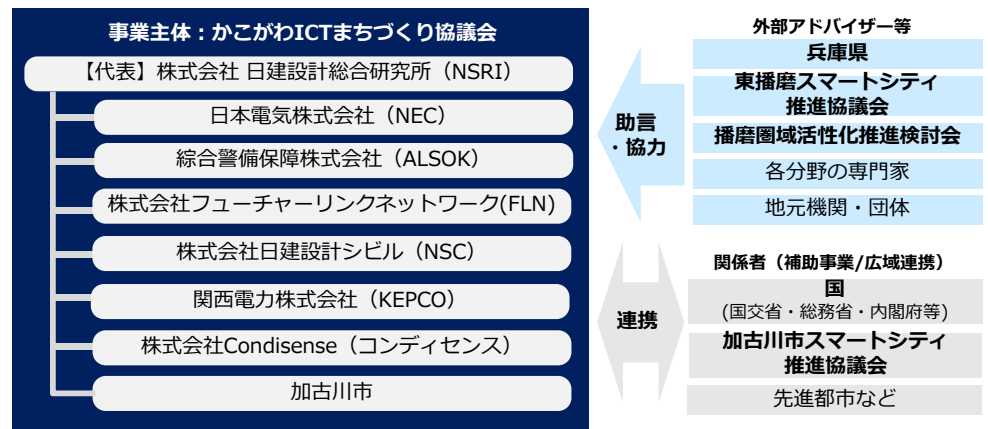 事業主体：かこがわICTまちづくり協議会
【代表】株式会社 日建設計総合研究所（NSRI）
日本電気株式会社（NEC）
綜合警備保障株式会社（ALSOK）
株式会社フューチャーリンクネットワーク(FLN)
株式会社日建設計シビル（NSC）
関西電力株式会社（KEPCO）
株式会社Condisense（コンディセンス）
加古川市
助言
・協力
連携
外部アドバイザー等
兵庫県
東播磨スマートシティ
推進協議会
播磨圏域活性化推進検討会
各分野の専門家
地元機関・団体
関係者（補助事業/広域連携）
国
(国交省・総務省・内閣府等)
加古川市スマートシティ
推進協議会
先進都市など